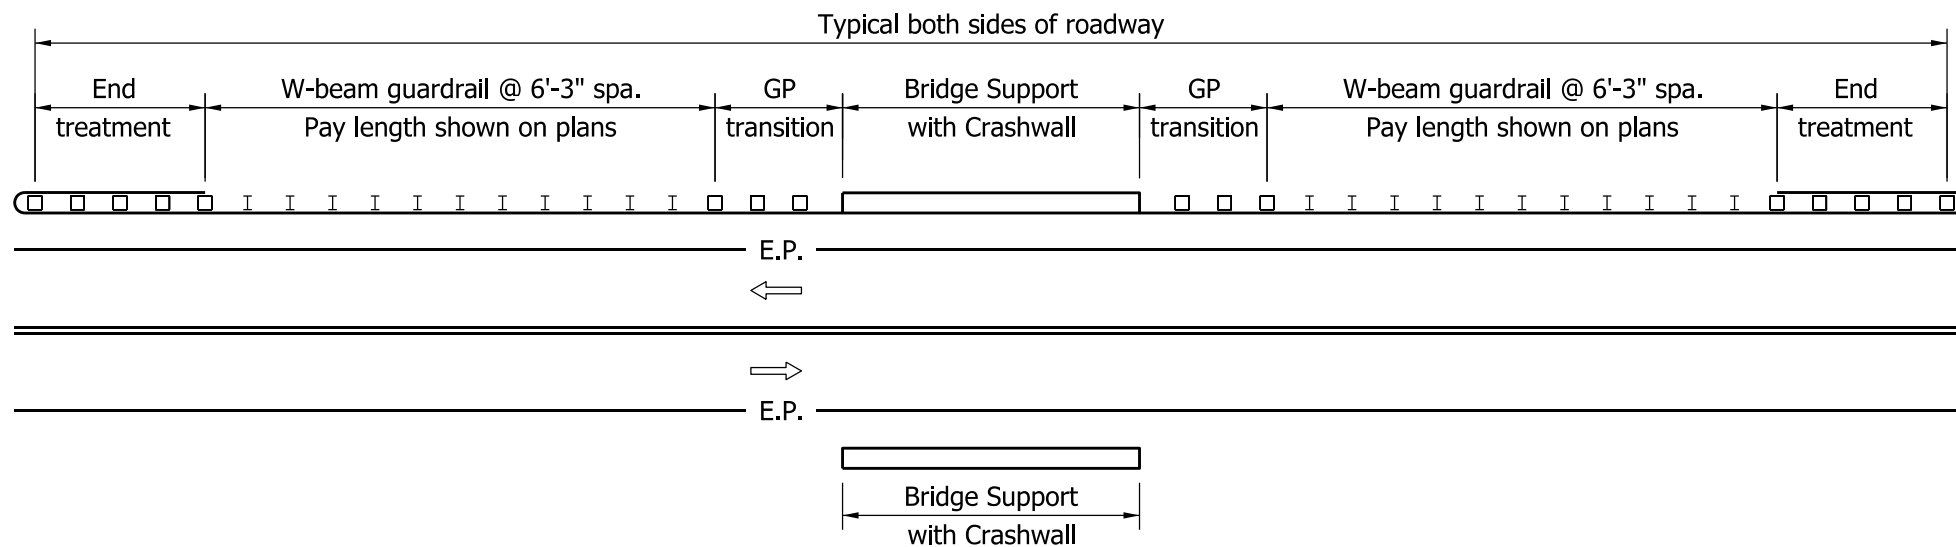 Typical both sides of roadway
End
treatment
W-beam guardrail @ 6'-3" spa.
Pay length shown on plans
GP
transition
Bridge Support
with Crashwall
GP
transition
W-beam guardrail @ 6'-3" spa.
Pay length shown on plans
End
treatment
E.P.
E.P.
Bridge Support
with Crashwall